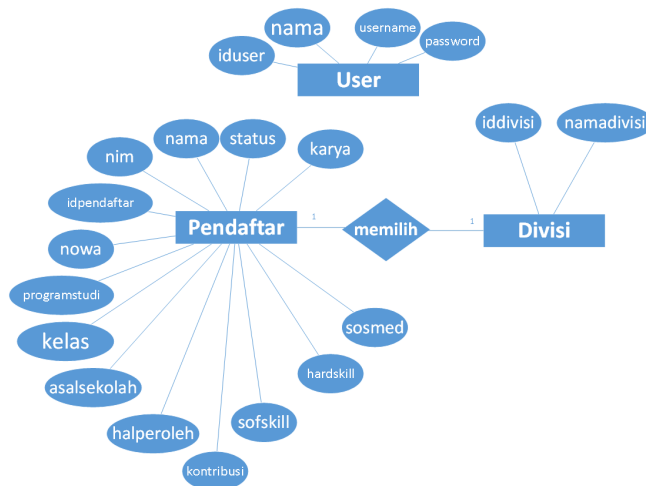 nama
username
password
iduser
User
iddivisi
namadivisi
nama
status
karya
nim
idpendaftar
Pendaftar
1
memilih
1
Divisi
nowa
programstudi
kelas
sosmed
hardskill
asalsekolah
halperoleh
sofskill
kontribusi